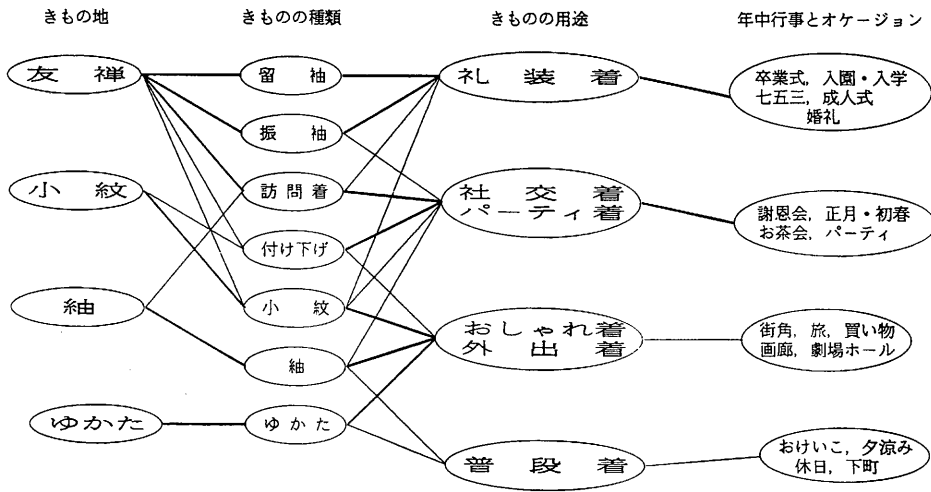 きもの地
きものの種類
きものの用途
年中行事とオケージョン
友禅
小紋
紬
ゆかた
留袖
振袖
訪問着
付け下げ
小紋
紬
ゆかた
礼装着
社交着
パーティ着
おしゃれ着
外出着
普段着
卒業式, 入園・入学
七五三, 成人式
婚礼
謝恩会, 正月・初春
お茶会, パーティ
街角, 旅, 買い物
画廊, 劇場ホール
おけいこ, 夕涼み
休日, 下町